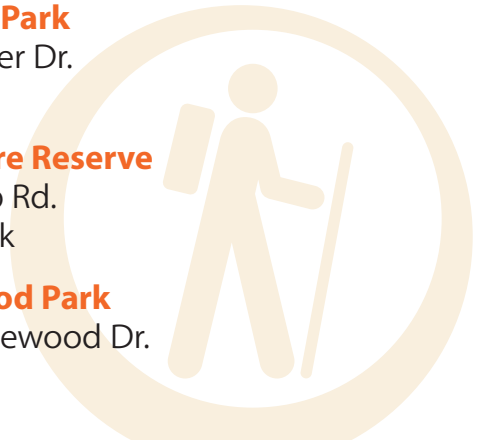 Park
er Dr.
re Reserve
Rd.
k
od Park
ewood Dr.